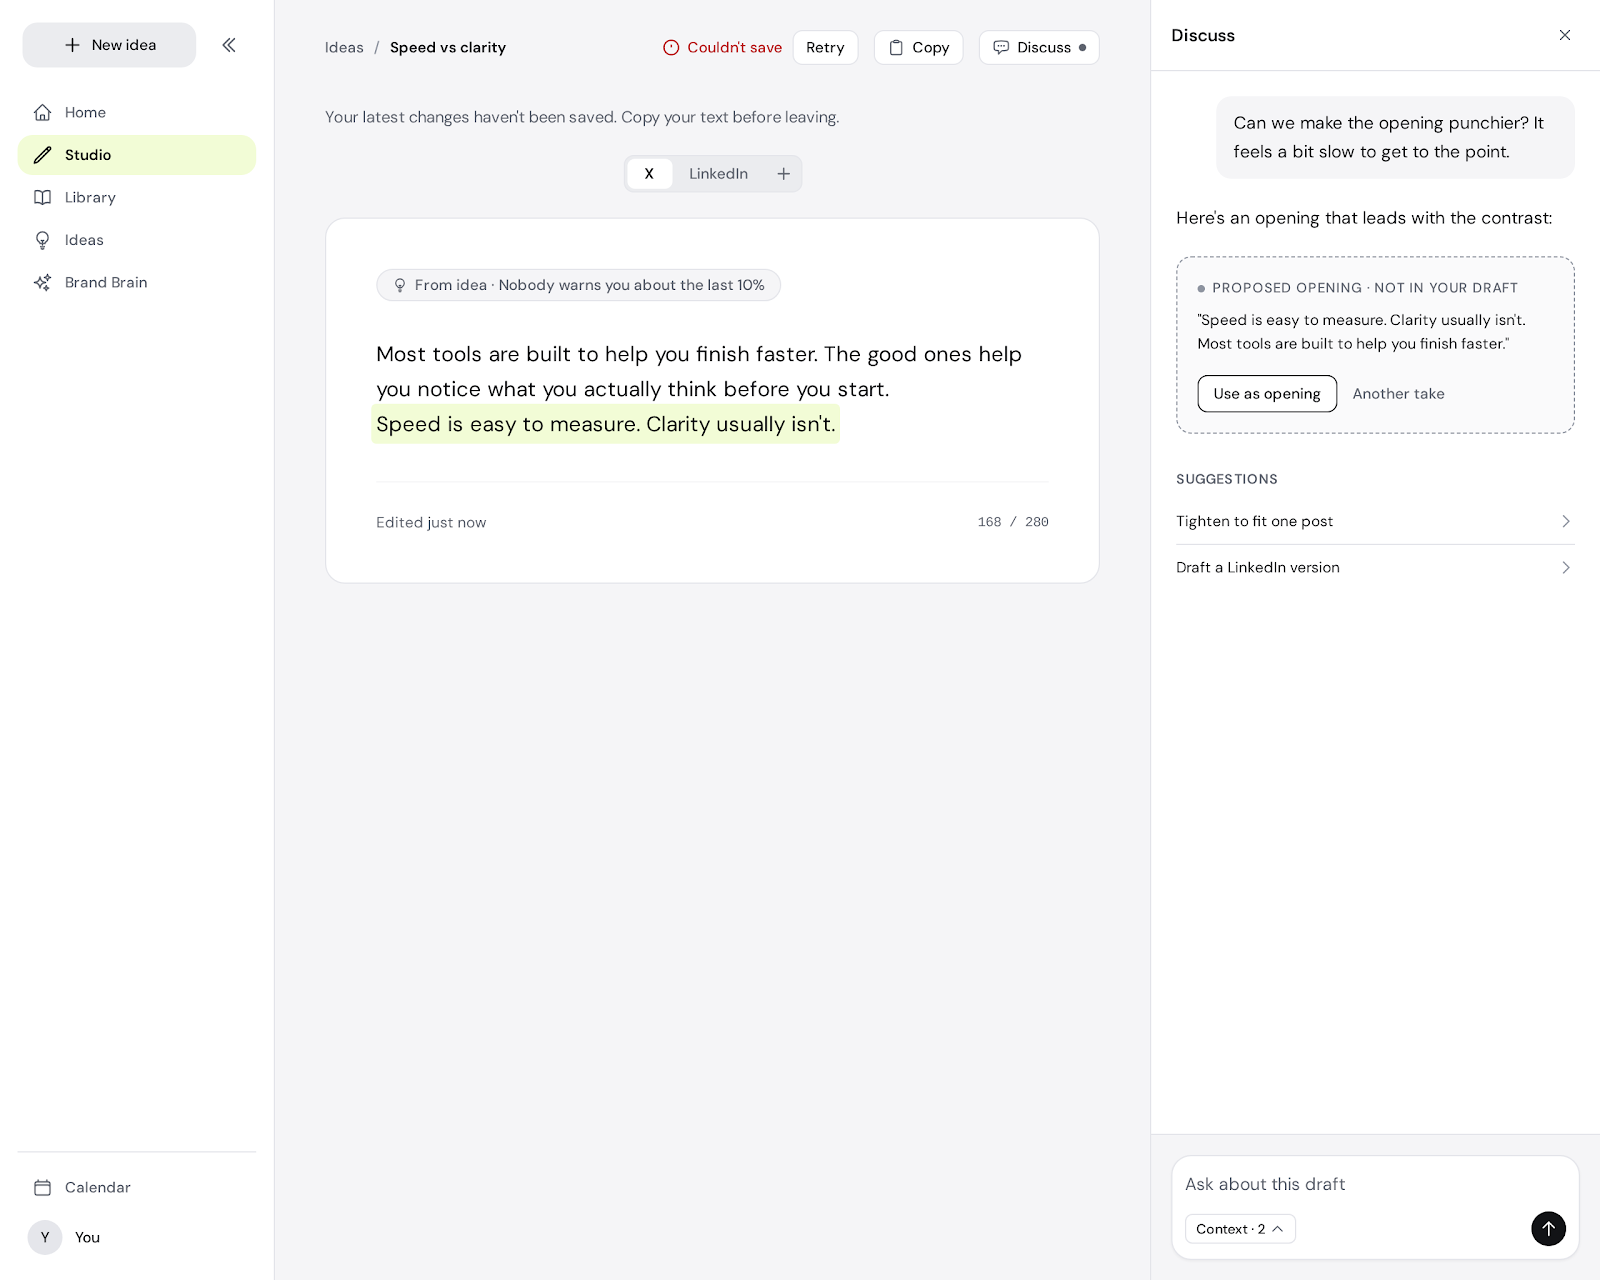 New idea
Home
Studio
Library
Ideas
Brand Brain
Calendar
Y You
Ideas / Speed vs clarity
Couldn't save Retry Copy Discuss
Your latest changes haven't been saved. Copy your text before leaving.
X LinkedIn
From idea · Nobody warns you about the last 10%
Most tools are built to help you finish faster. The good ones help
you notice what you actually think before you start.
Speed is easy to measure. Clarity usually isn't.
Edited just now 168 / 280
Discuss
Can we make the opening punchier? It
feels a bit slow to get to the point.
Here's an opening that leads with the contrast:
PROPOSED OPENING · NOT IN YOUR DRAFT
"Speed is easy to measure. Clarity usually isn't.
Most tools are built to help you finish faster."
Use as opening Another take
SUGGESTIONS
Tighten to fit one post
Draft a LinkedIn version
Ask about this draft
Context · 2